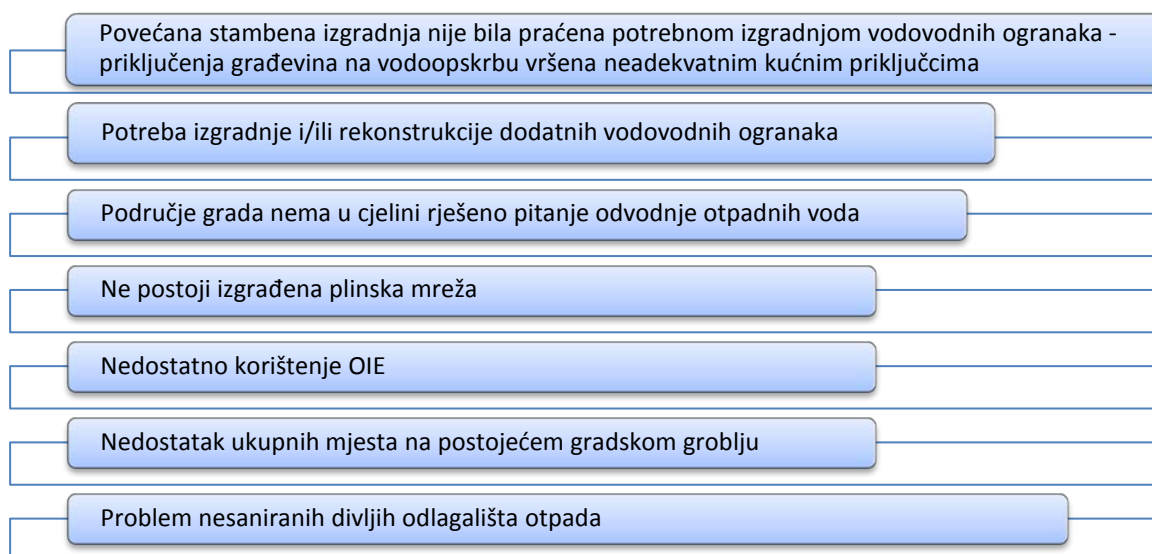 Povećana stambena izgradnja nije bila praćena potrebnom izgradnjom vodovodnih ogranaka -
priključenja građevina na vodoopskrbu vršena neadekvatnim kućnim priključcima
Potreba izgradnje i/ili rekonstrukcije dodatnih vodovodnih ogranaka
Područje grada nema u cjelini rješeno pitanje odvodnje otpadnih voda
Ne postoji izgrađena plinska mreža
Nedostatno korištenje OIE
Nedostatak ukupnih mjesta na postojećem gradskom groblju
Problem nesaniranih divljih odlagališta otpada